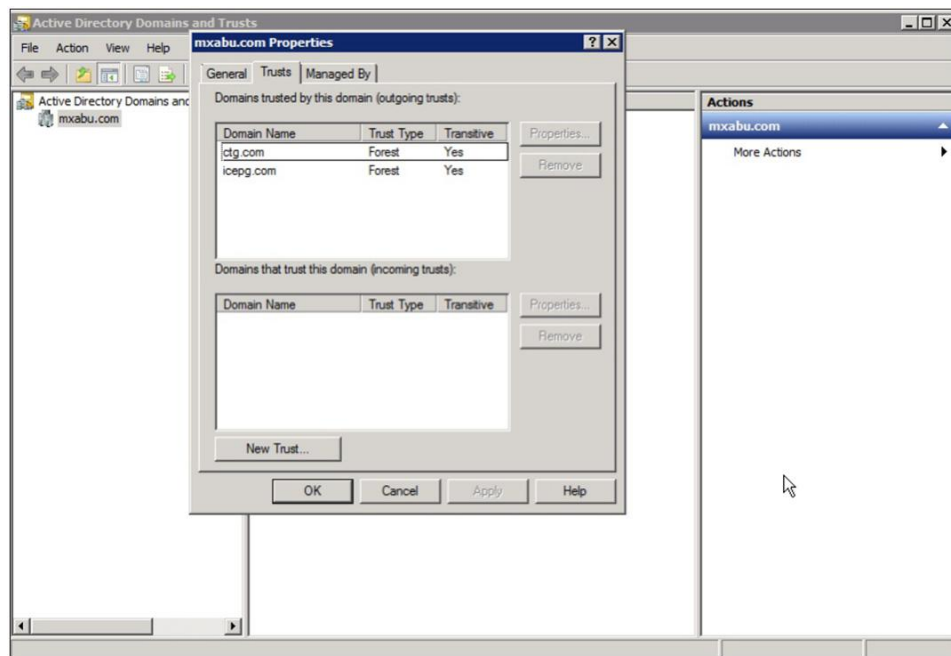 Active Directory Domains and Trusts
File Action View Help
Active Directory Domains anc
mxabu.com
mxabu.com Properties
General Trusts Managed By
Domains trusted by this domain (outgoing trusts):
Domain Name Trust Type Transitive
ctg.com Forest Yes
icepg.com Forest Yes
Properties...
Remove
Domains that trust this domain (incoming trusts):
Domain Name Trust Type Transitive
Properties...
Remove
New Trust...
OK Cancel Apply Help
Actions
mxabu.com
More Actions